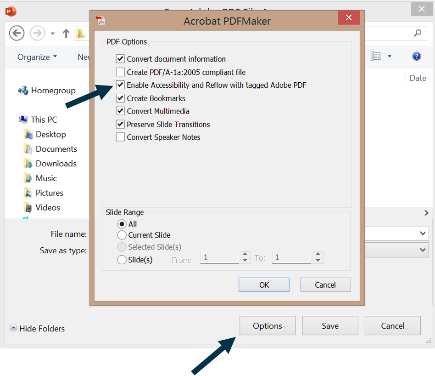 Acrobat PDFMaker
PDF Options
Convert document information
Create PDF/A-1a:2005 compliant file
Enable Accessibility and Reflow with tagged Adobe PDF
Create Bookmarks
Convert Multimedia
Preserve Slide Transitions
Convert Speaker Notes
Slide Range
All
Current Slide
Selected Slide(s)
Slide(s) From: 1 To: 1
OK Cancel
Organize
Homegroup
This PC
Desktop
Documents
Downloads
Music
Pictures
Videos
File name:
Save as type:
Hide Folders
Options Save Cancel